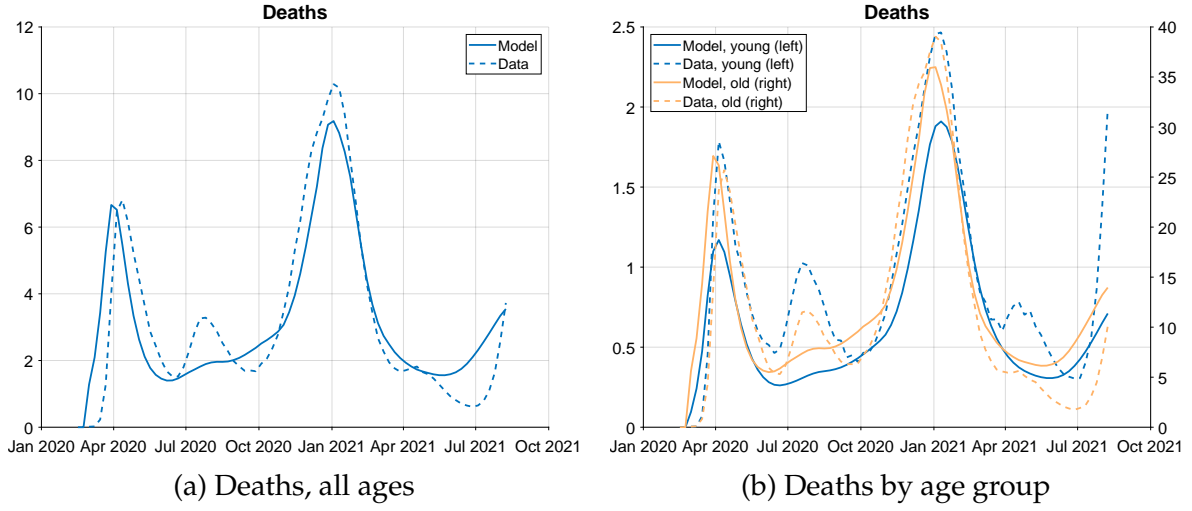 Deaths
12
10
8
6
4
2
0
Jan 2020 Apr 2020 Jul 2020 Oct 2020 Jan 2021 Apr 2021 Jul 2021 Oct 2021
Model
Data
(a) Deaths, all ages
Deaths
2.5
2
1.5
1
0.5
0
40
35
30
25
20
15
10
5
0
Jan 2020 Apr 2020 Jul 2020 Oct 2020 Jan 2021 Apr 2021 Jul 2021 Oct 2021
Model, young (left)
Data, young (left)
Model, old (right)
Data, old (right)
(b) Deaths by age group